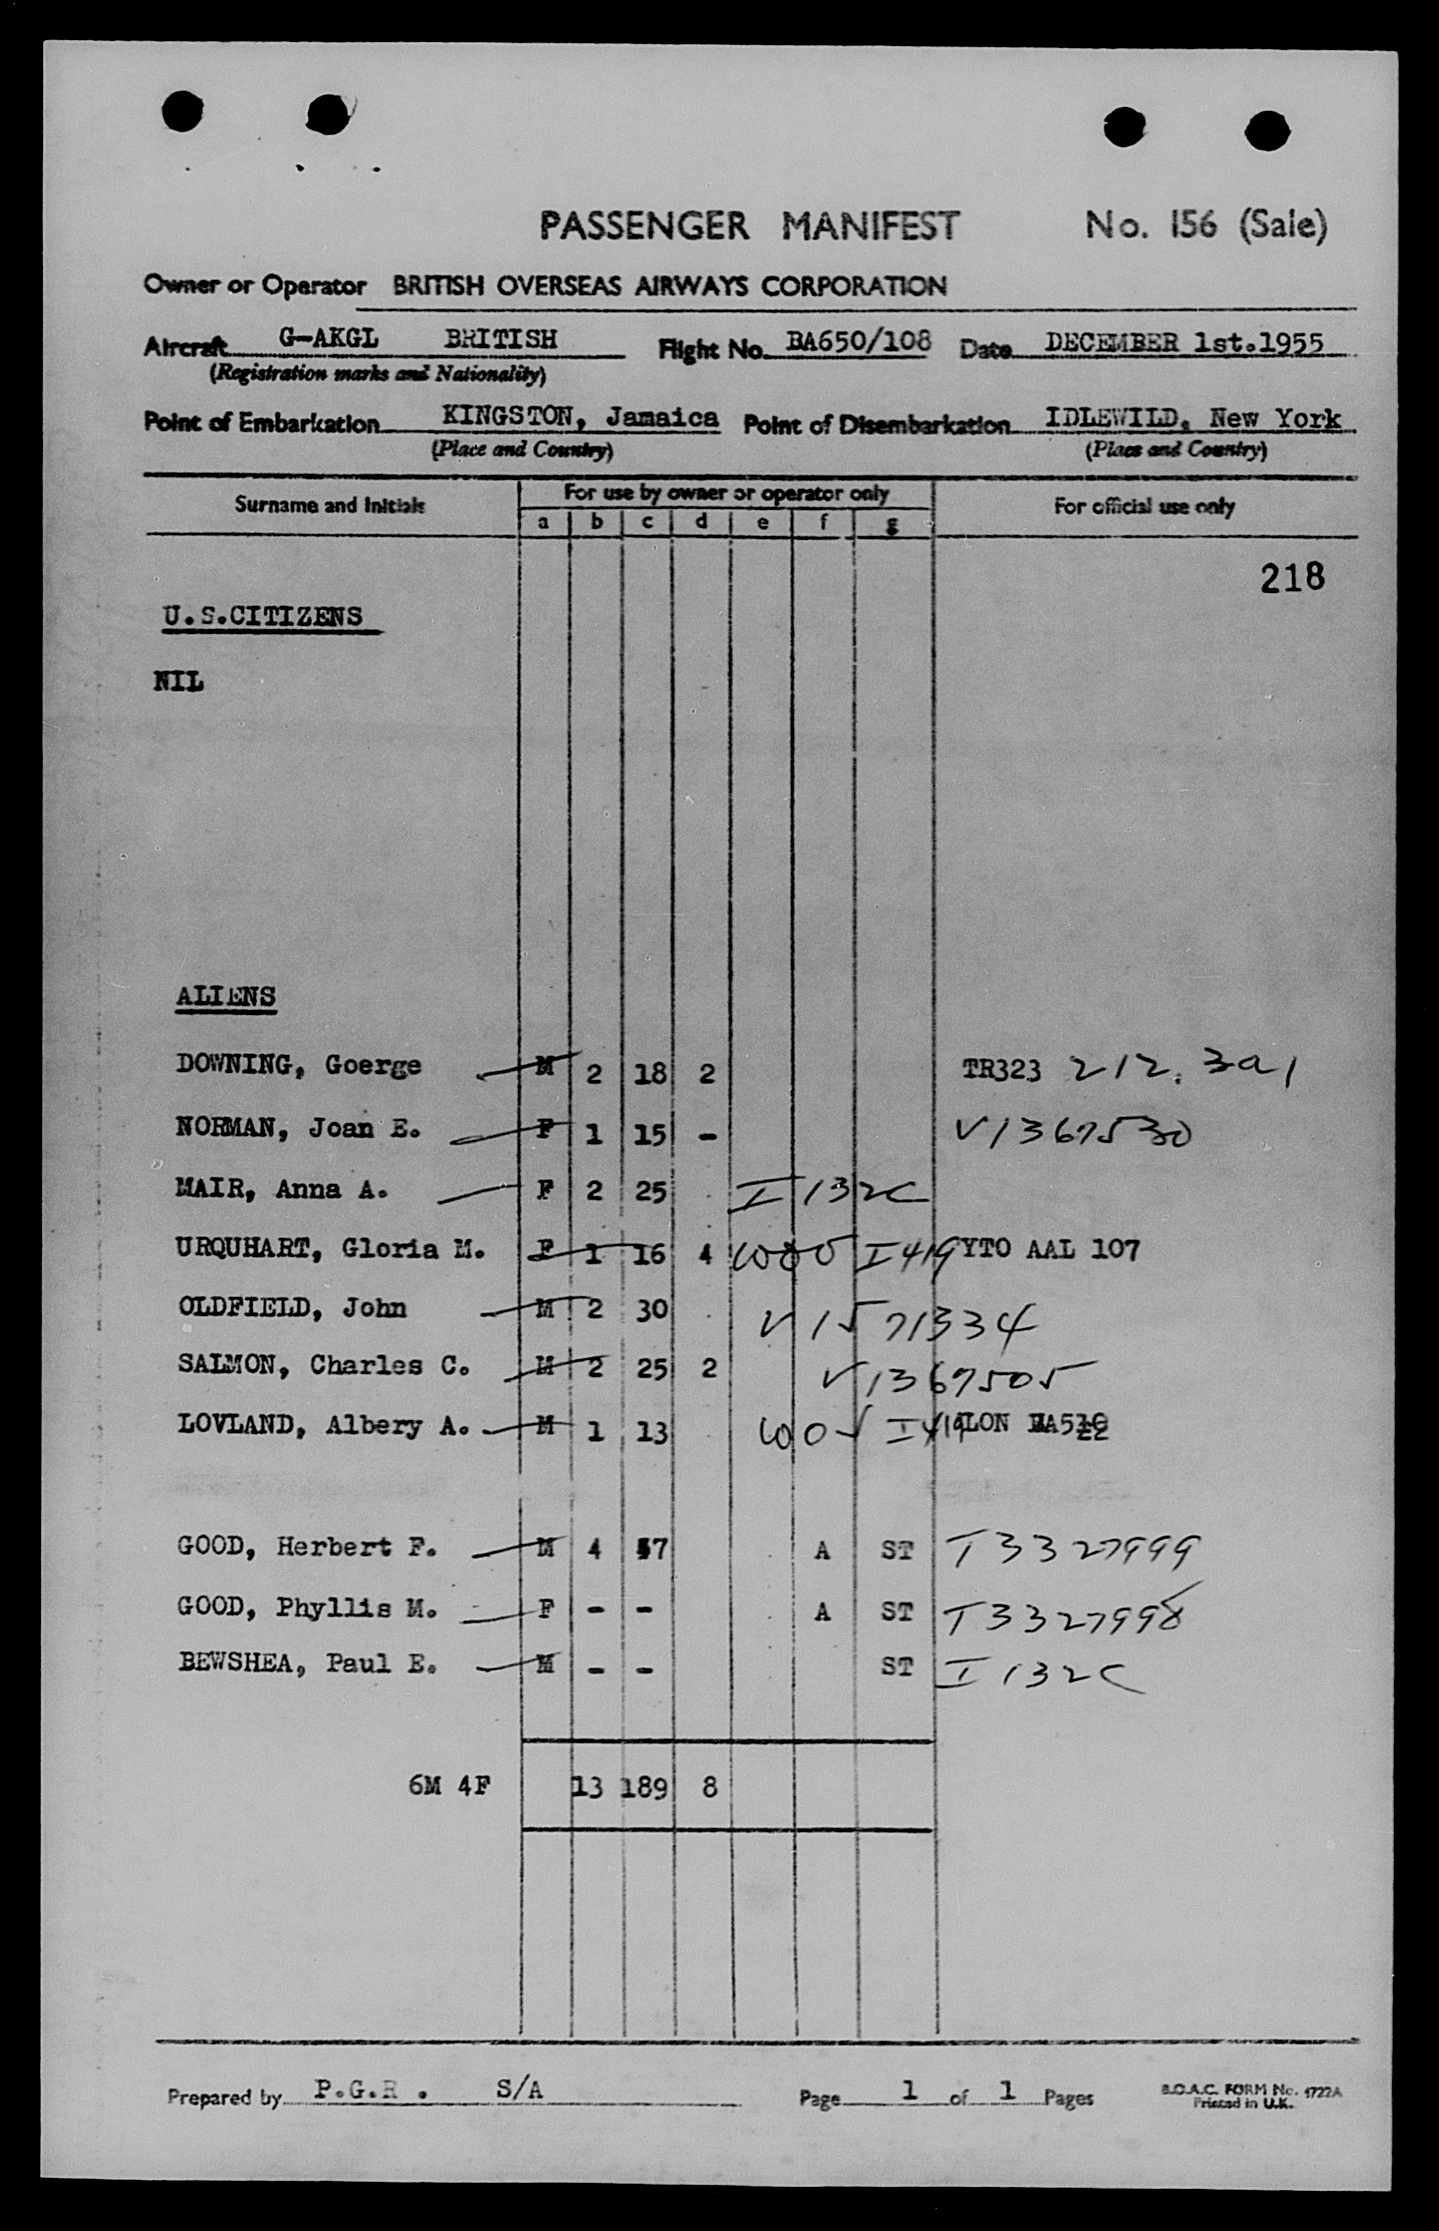 PASSENGER MANIFEST No. 156 (Sale)
Owner or Operator BRITISH OVERSEAS AIRWAYS CORPORATION
Aircraft G-AKGL BRITISH Flight No. BA650/108 Date DECEMBER 1st.1955
(Registration marks and Nationality)
Point of Embarkation KINGSTON, Jamaica Point of Disembarkation IDLEWILD, New York
(Place and Country) (Place and Country)
Surname and Initials For use by owner or operator only For official use only
a b c d e f g
218
U.S.CITIZENS
NIL
ALIENS
DOWNING, Goerge M 2 18 2 TR323 212.3a1
NORMAN, Joan E. F 1 15 - V1367530
MAIR, Anna A. F 2 25 I 132C
URQUHART, Gloria M. F 1 16 4 I 419 YTO AAL 107
OLDFIELD, John M 2 30 V1571334
SALMON, Charles C. M 2 25 2 V1367505
LOVLAND, Albery A. M 1 13 I 419 LON
GOOD, Herbert F. M 4 47 A ST T3327999
GOOD, Phyllis M. F - - A ST T3327998
BEWSHEA, Paul E. M - - ST I 132C
6M 4F 13 189 8
Prepared by P.G.R. S/A Page 1 of 1 Pages B.O.A.C. FORM No. 1722A
Printed in U.K.